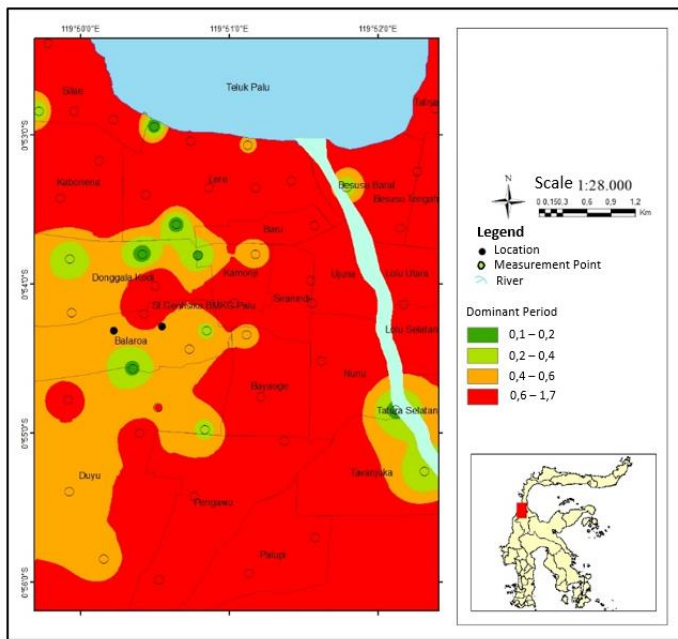 119°50'0"E 119°51'0"E 119°52'0"E
Teluk Palu
Silae
0°53'0"S
Kabonena
Lere
Besusu Barat
Besusu Tengah
Baru
0°54'0"S
Donggala Kodi
Kamonji
Ujuna
Lolu Utara
Siranindi
St Geofisika BMKG Palu
Balaroa
Lolu Selatan
Nunu
Bayaoge
Tatura Selatan
0°55'0"S
Duyu
Tavanjuka
Pengawu
Palupi
0°56'0"S
N
Scale 1:28.000
0 0,150,3 0,6 0,9 1,2
Km
Legend
Location
Measurement Point
River
Dominant Period
0,1 – 0,2
0,2 – 0,4
0,4 – 0,6
0,6 – 1,7